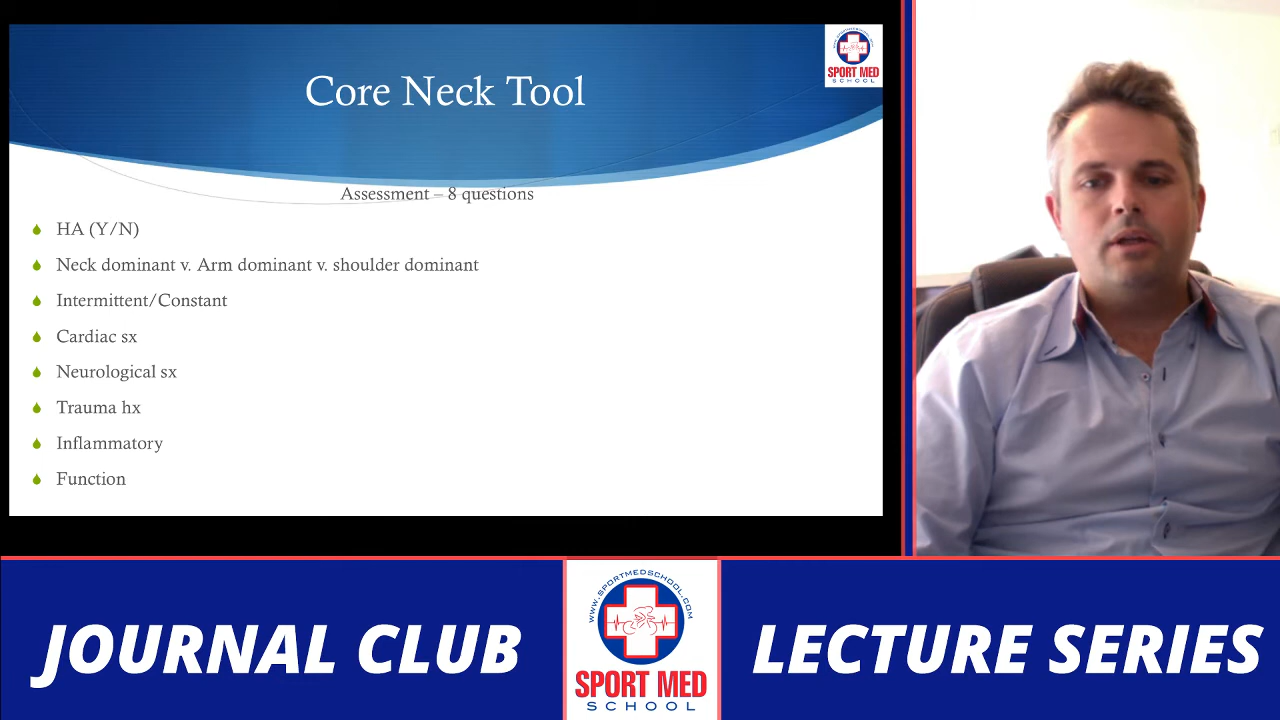 Core Neck Tool
SPORT MED
SCHOOL
Assessment – 8 questions
HA (Y/N)
Neck dominant v. Arm dominant v. shoulder dominant
Intermittent/Constant
Cardiac sx
Neurological sx
Trauma hx
Inflammatory
Function
JOURNAL CLUB
WWW.SPORTMEDSCHOOL.COM
SPORT MED
SCHOOL
LECTURE SERIES